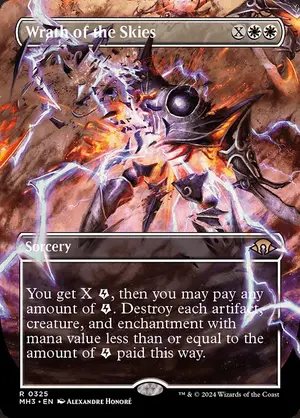 Wrath of the Skies X
Sorcery
You get X , then you may pay any
amount of . Destroy each artifact,
creature, and enchantment with
mana value less than or equal to the
amount of paid this way.
R 0325
MH3 • EN Alexandre Honoré
™ & © 2024 Wizards of the Coast